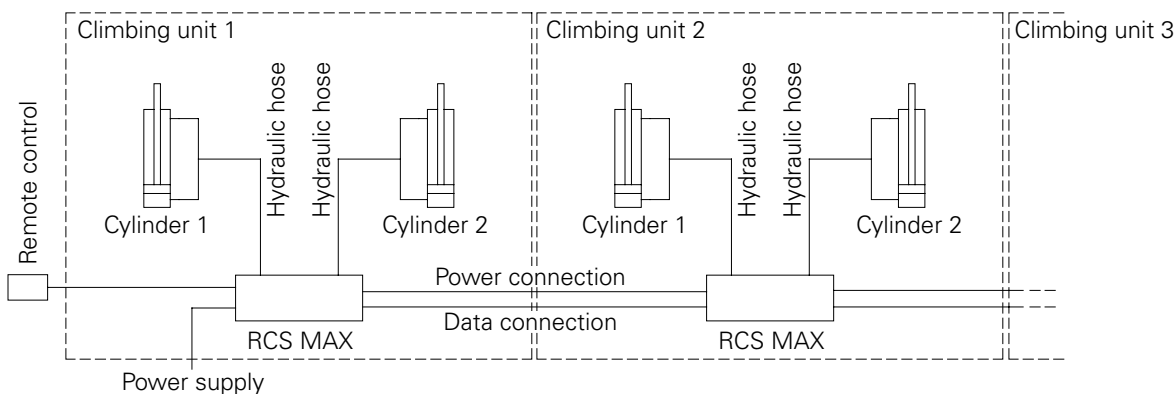 Climbing unit 1
Climbing unit 2
Climbing unit 3
Remote control
Hydraulic hose
Hydraulic hose
Hydraulic hose
Hydraulic hose
Cylinder 1
Cylinder 2
Cylinder 1
Cylinder 2
Power connection
Data connection
RCS MAX
RCS MAX
Power supply